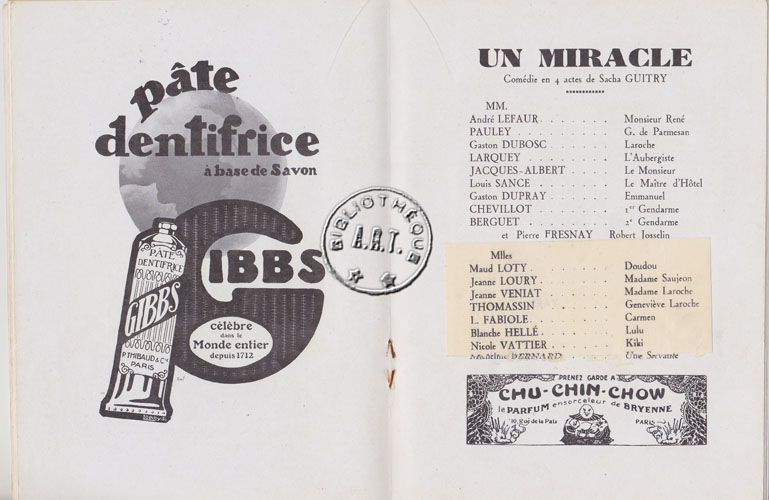 pâte
dentifrice
à base de Savon
GIBBS
célèbre
dans le
Monde entier
depuis 1712
PÂTE
DENTIFRICE
GIBBS
P. THIBAUD & Cie
PARIS
BIBLIOTHÈQUE
A.R.T.
UN MIRACLE
Comédie en 4 actes de Sacha GUITRY
MM.
André LEFAUR . . . . . . . Monsieur René
PAULEY . . . . . . . . . G. de Parmesan
Gaston DUBOSC . . . . . . Laroche
LARQUEY . . . . . . . . L'Aubergiste
JACQUES-ALBERT . . . . . Le Monsieur
Louis SANCE . . . . . . . Le Maître d'Hôtel
Gaston DUPRAY . . . . . . Emmanuel
CHEVILLOT . . . . . . . 1er Gendarme
BERGUET . . . . . . . . 2e Gendarme
et Pierre FRESNAY Robert Josselin
Mlles
Maud LOTY . . . . . . . Doudou
Jeanne LOURY . . . . . . Madame Saujeon
Jeanne VENIAT . . . . . . Madame Laroche
THOMASSIN . . . . . . Geneviève Laroche
L. FABIOLE . . . . . . . Carmen
Blanche HELLÉ . . . . . . Lulu
Nicole VATTIER . . . . . . Kiki
BERNARD . . . . . Une Servante
PRENEZ GARDE A
CHU-CHIN-CHOW
le PARFUM ensorceleur de BRYENNE
10, Rue de la Paix PARIS